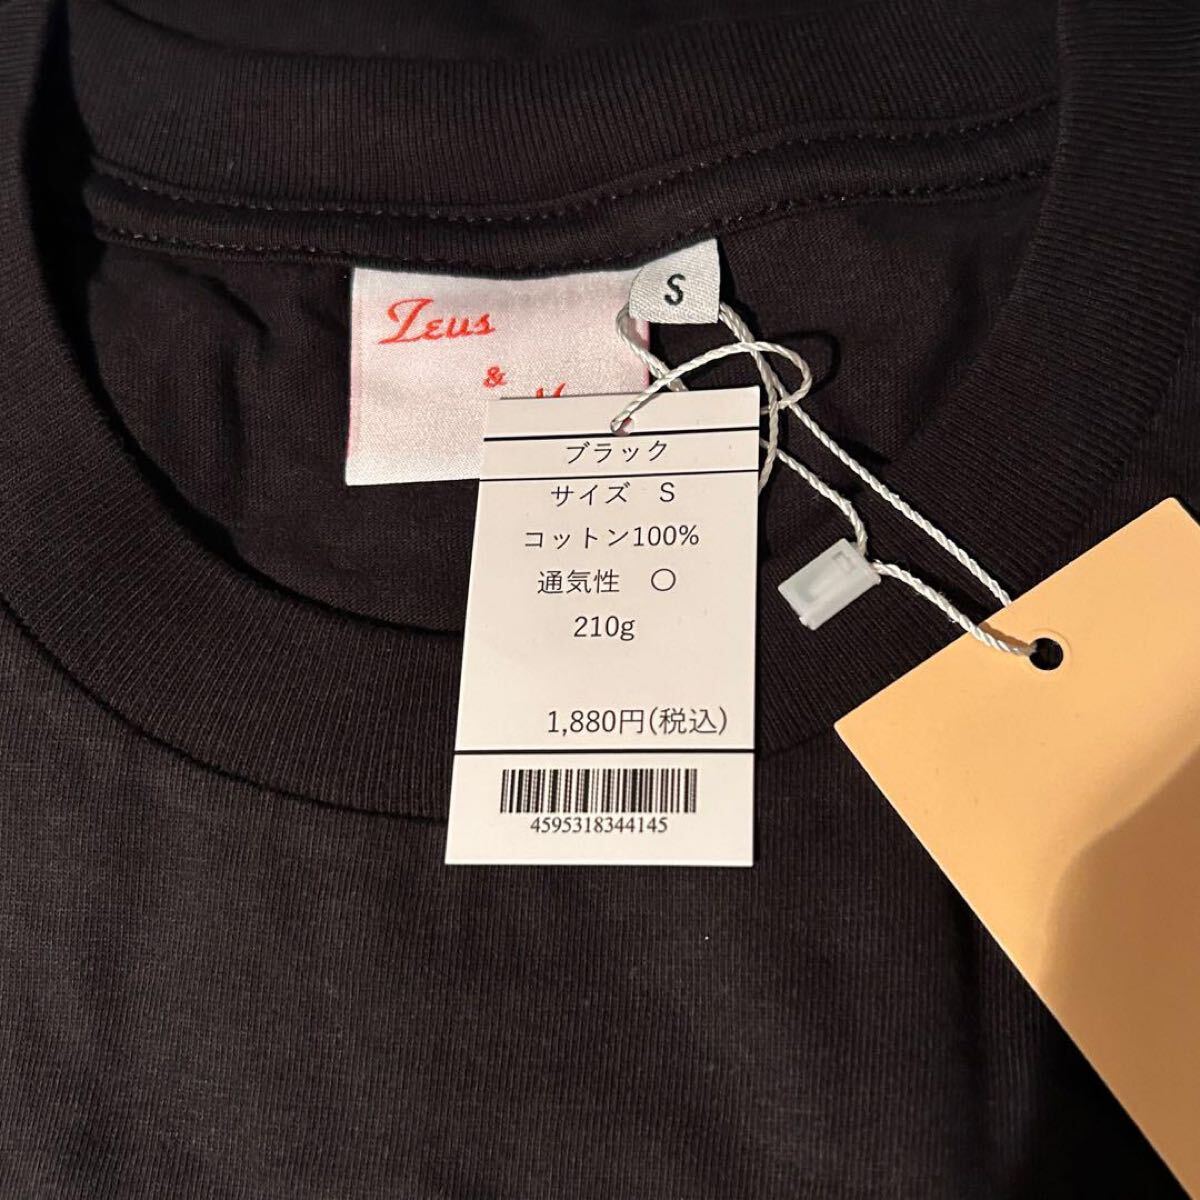 S
Zeus
&
ブラック
サイズ S
コットン100%
通気性 〇
210g
1,880円(税込)
4595318344145